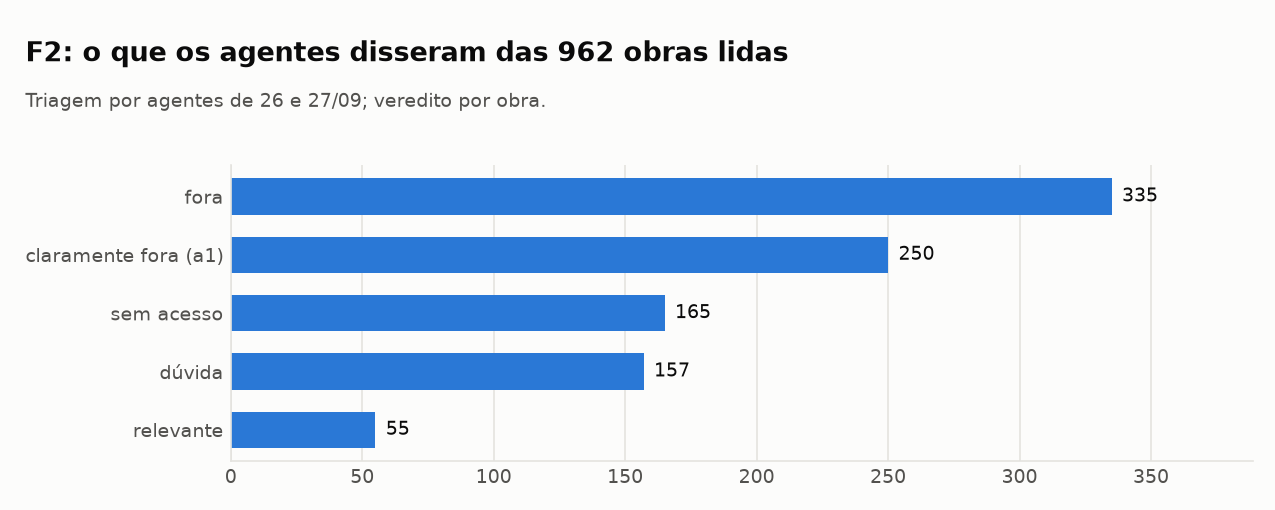 F2: o que os agentes disseram das 962 obras lidas
Triagem por agentes de 26 e 27/09; veredito por obra.
fora 335
claramente fora (a1) 250
sem acesso 165
dúvida 157
relevante 55
0 50 100 150 200 250 300 350